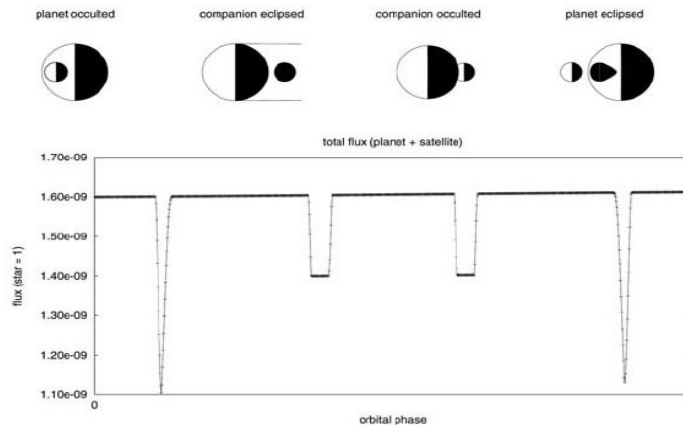 planet occulted
companion eclipsed
companion occulted
planet eclipsed
total flux (planet + satellite)
1.70e-09
1.60e-09
1.50e-09
1.40e-09
1.30e-09
1.20e-09
1.10e-09
flux (star = 1)
0
orbital phase